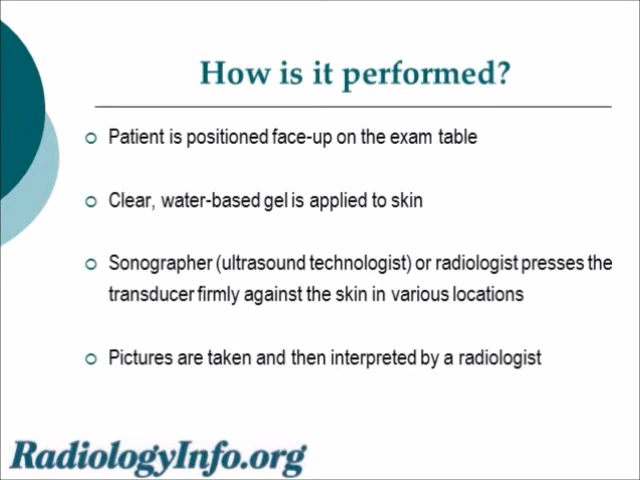 How is it performed?
Patient is positioned face-up on the exam table
Clear, water-based gel is applied to skin
Sonographer (ultrasound technologist) or radiologist presses the
transducer firmly against the skin in various locations
Pictures are taken and then interpreted by a radiologist
RadiologyInfo.org